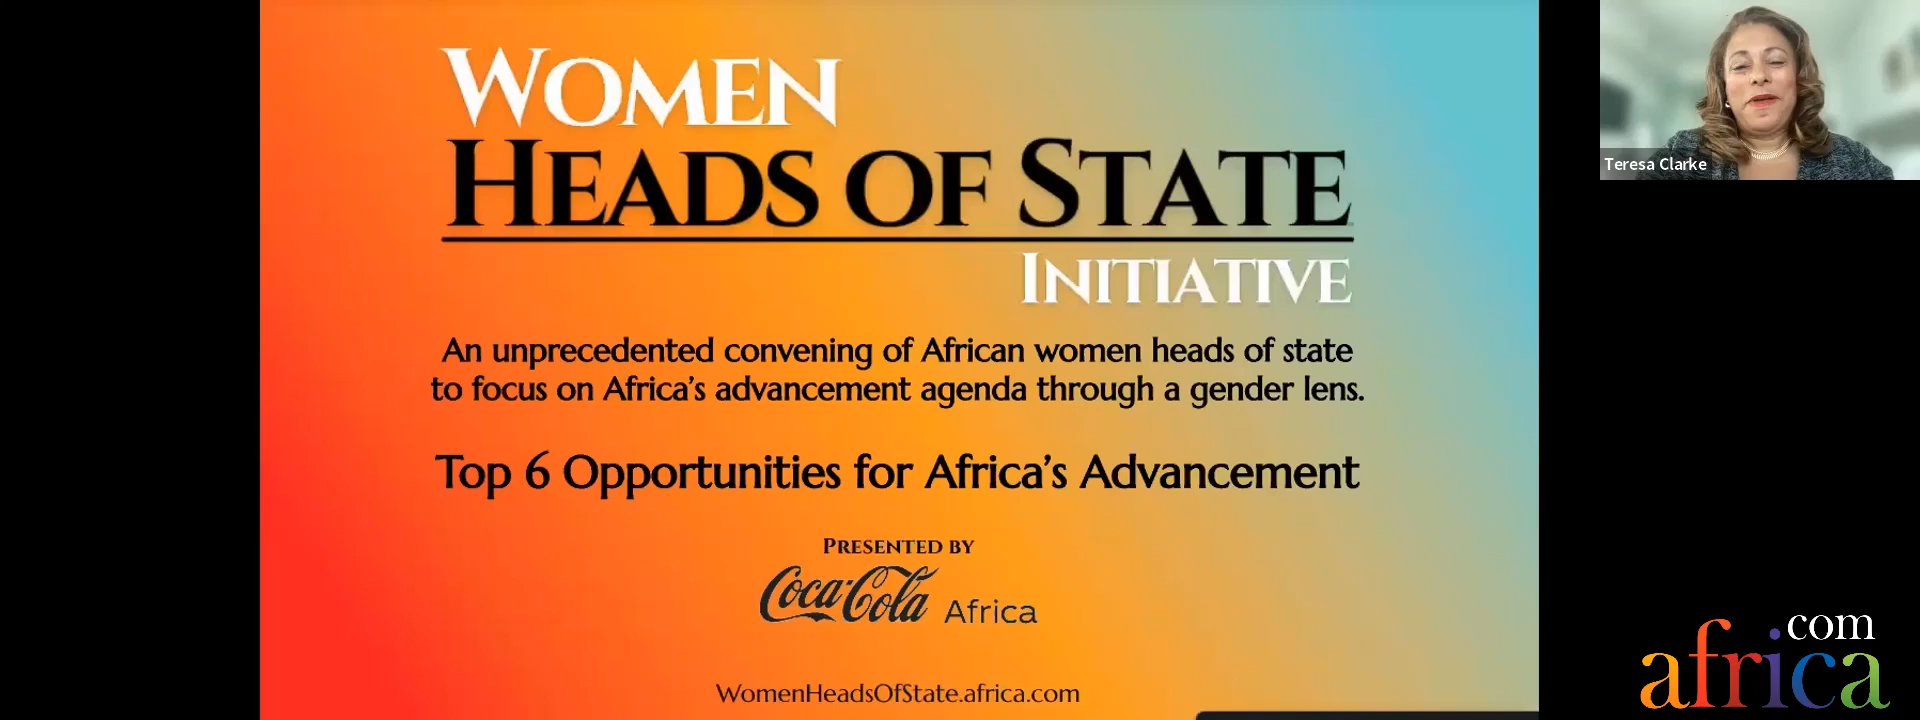 WOMEN
HEADS OF STATE
INITIATIVE
An unprecedented convening of African women heads of state
to focus on Africa's advancement agenda through a gender lens.
Top 6 Opportunities for Africa's Advancement
PRESENTED BY
Coca-Cola Africa
WomenHeadsOfState.africa.com
Teresa Clarke
africa.com